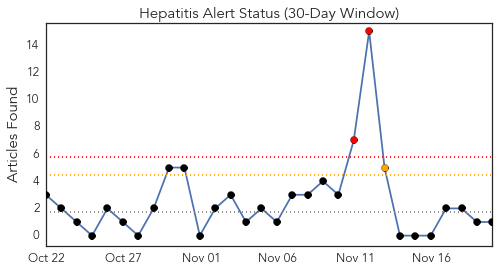 Hepatitis Alert Status (30-Day Window)
Articles Found
14
12
10
8
6
4
2
0
Oct 22
Oct 27
Nov 01
Nov 06
Nov 11
Nov 16